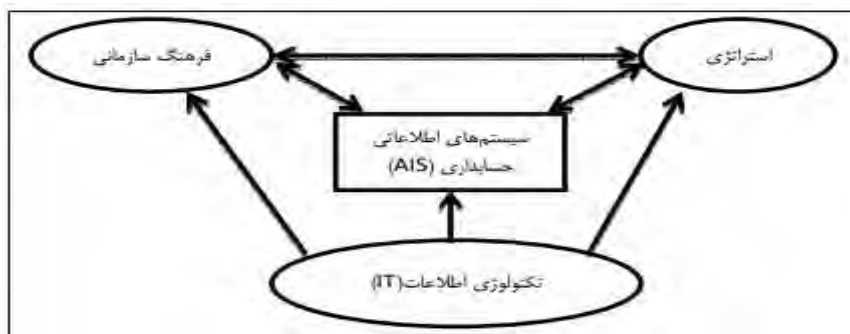 استراتژی
فرهنگ سازمانی
سیستم‌های اطلاعاتی
حسابداری (AIS)
تکنولوژی اطلاعات(IT)